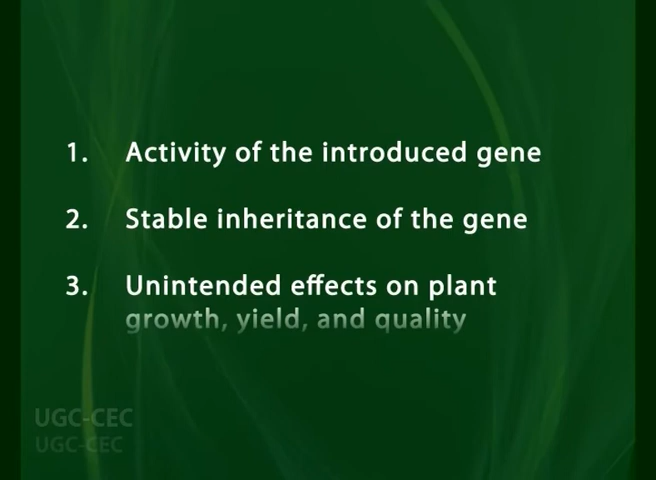 1. Activity of the introduced gene
2. Stable inheritance of the gene
3. Unintended effects on plant
growth, yield, and quality
UGC-CEC
UGC-CEC